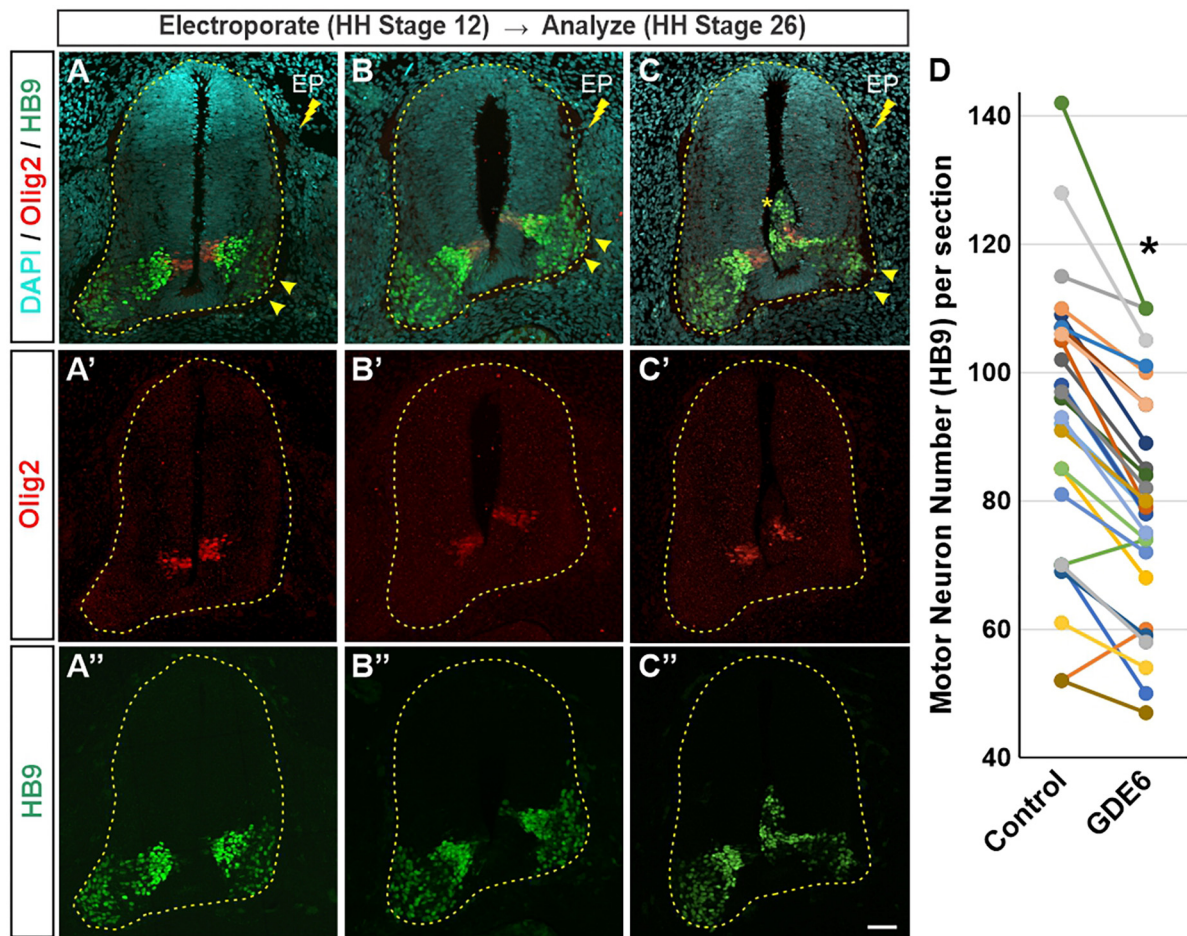 Electroporate (HH Stage 12) → Analyze (HH Stage 26)
DAPI / Olig2 / HB9
A
EP
B
EP
C
EP
*
Olig2
A'
B'
C'
HB9
A"
B"
C"
D
Motor Neuron Number (HB9) per section
140
120
100
80
60
40
*
Control
GDE6